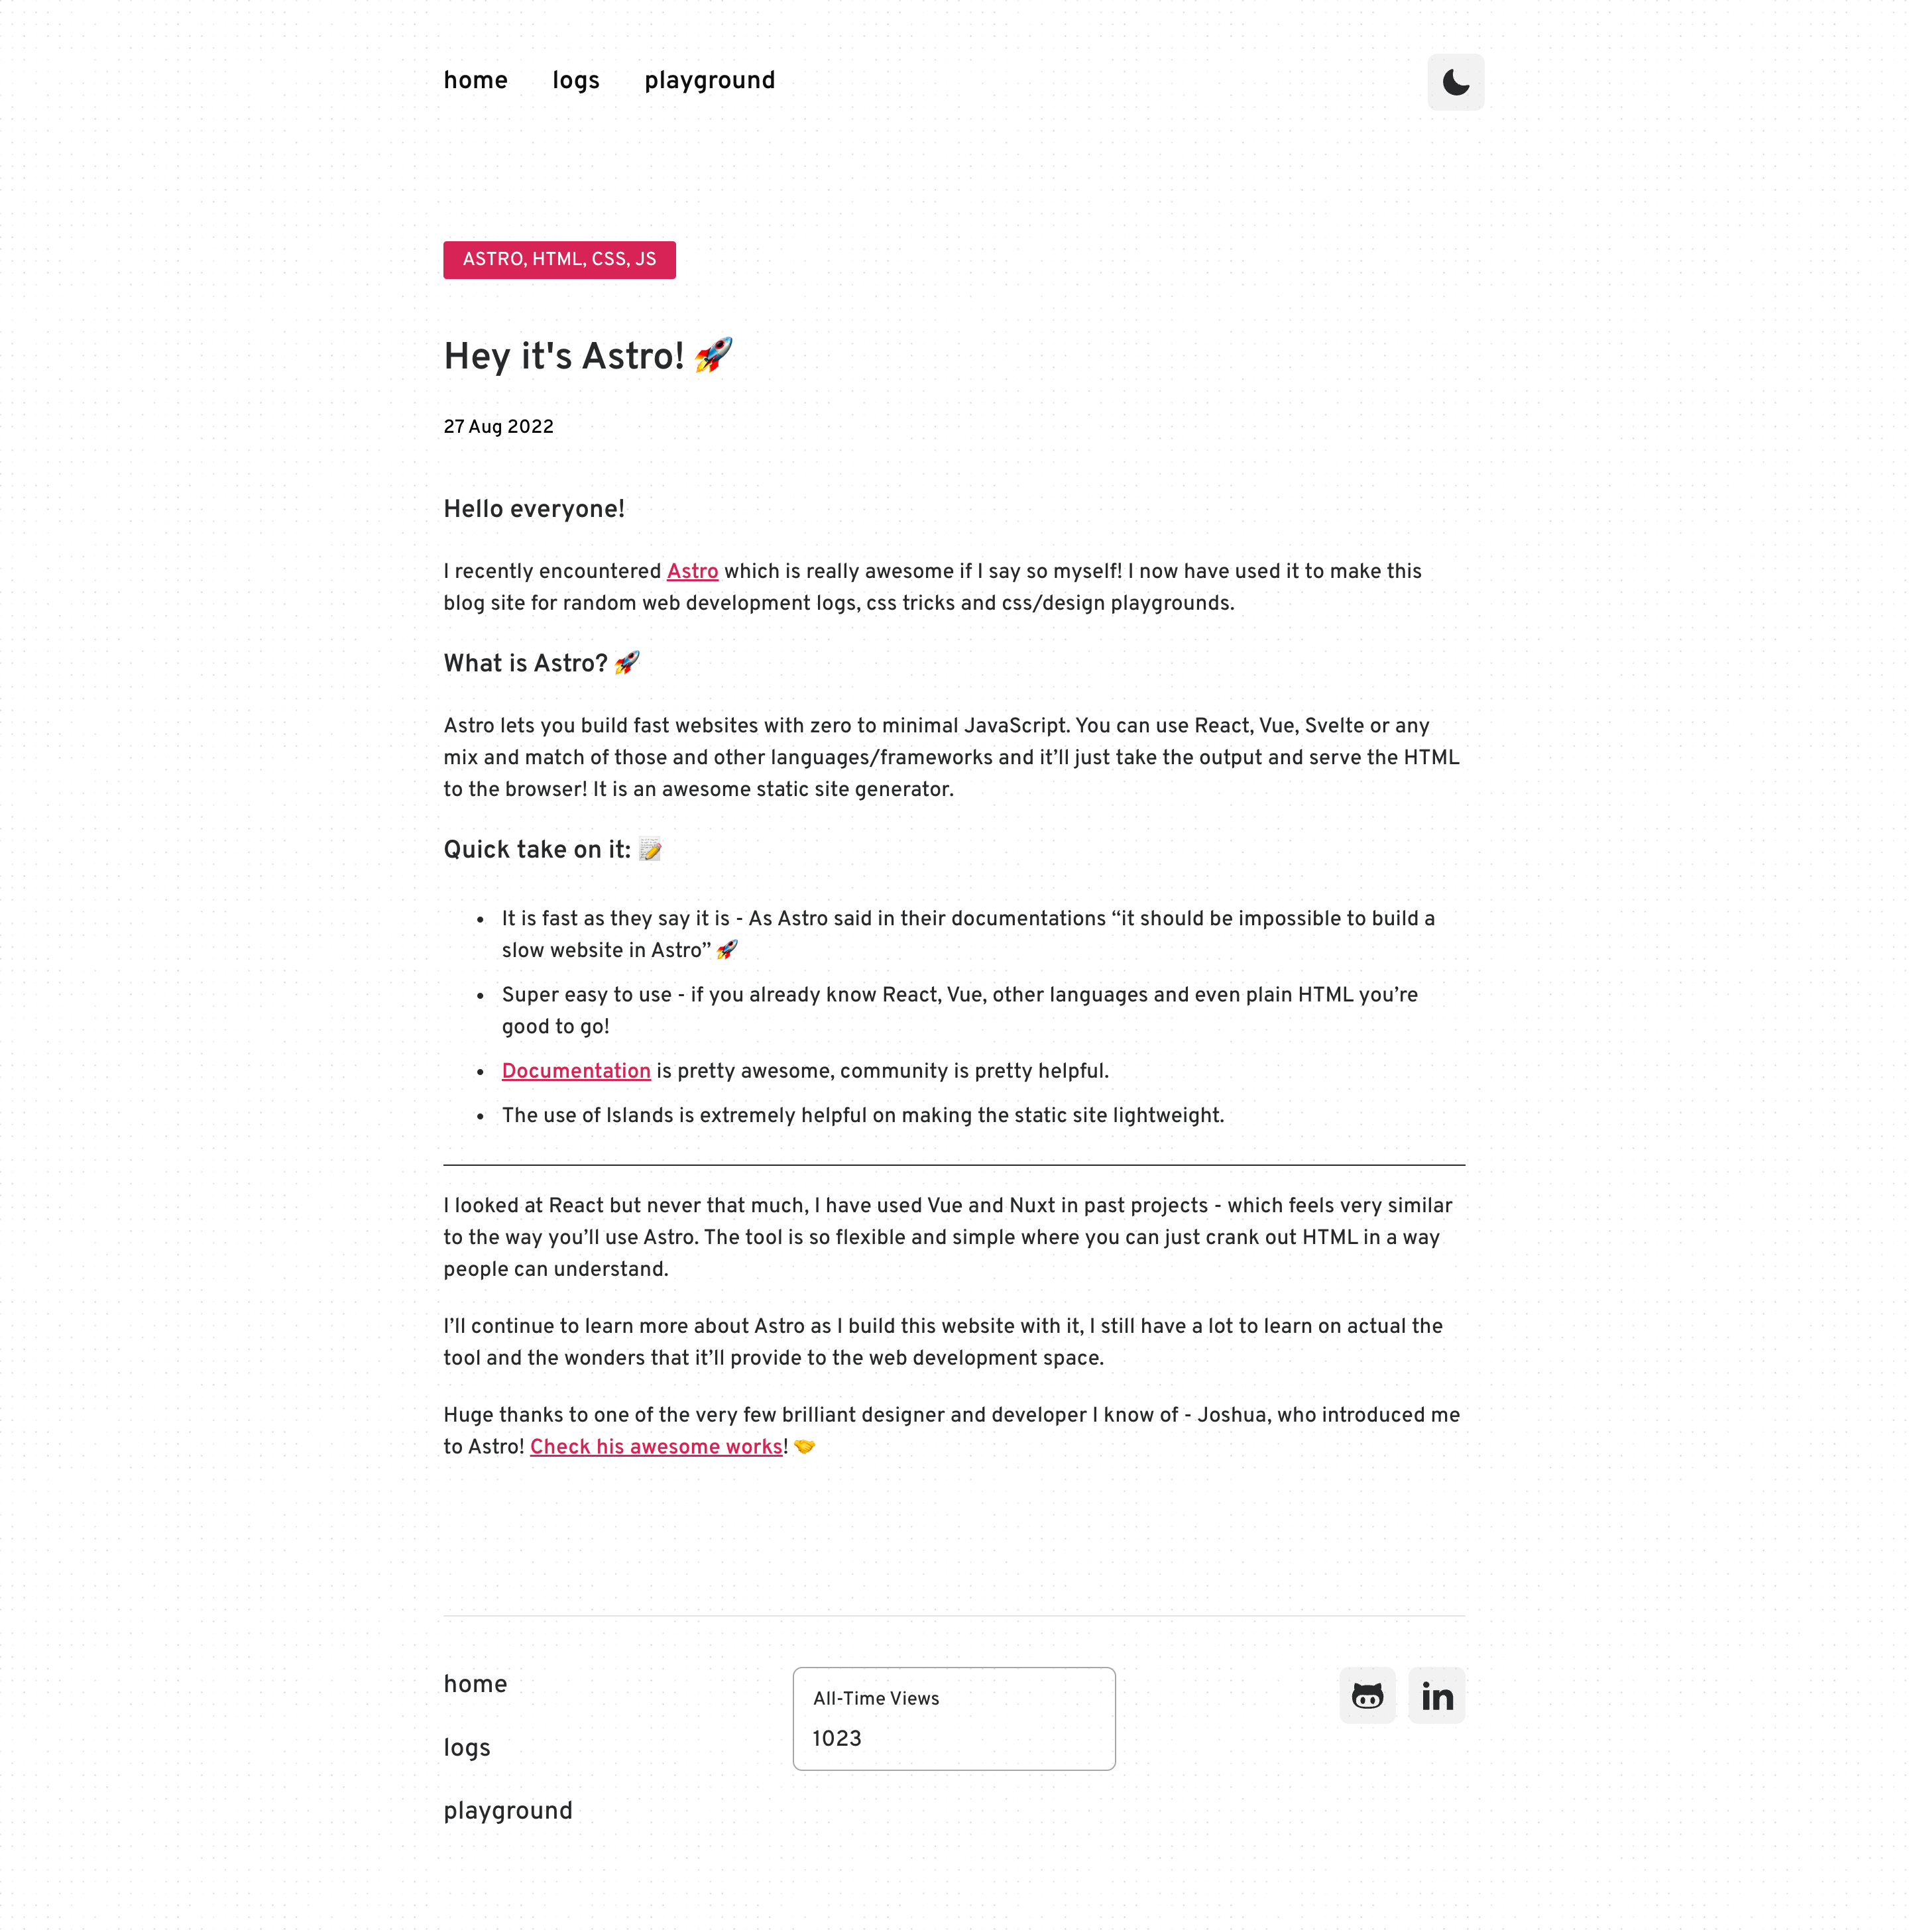 home logs playground
ASTRO, HTML, CSS, JS
Hey it's Astro! 🚀
27 Aug 2022
Hello everyone!
I recently encountered Astro which is really awesome if I say so myself! I now have used it to make this
blog site for random web development logs, css tricks and css/design playgrounds.
What is Astro? 🚀
Astro lets you build fast websites with zero to minimal JavaScript. You can use React, Vue, Svelte or any
mix and match of those and other languages/frameworks and it’ll just take the output and serve the HTML
to the browser! It is an awesome static site generator.
Quick take on it: 📝
• It is fast as they say it is - As Astro said in their documentations “it should be impossible to build a
slow website in Astro” 🚀
• Super easy to use - if you already know React, Vue, other languages and even plain HTML you’re
good to go!
• Documentation is pretty awesome, community is pretty helpful.
• The use of Islands is extremely helpful on making the static site lightweight.
I looked at React but never that much, I have used Vue and Nuxt in past projects - which feels very similar
to the way you’ll use Astro. The tool is so flexible and simple where you can just crank out HTML in a way
people can understand.
I’ll continue to learn more about Astro as I build this website with it, I still have a lot to learn on actual the
tool and the wonders that it’ll provide to the web development space.
Huge thanks to one of the very few brilliant designer and developer I know of - Joshua, who introduced me
to Astro! Check his awesome works! 🤝
home
logs
playground
All-Time Views
1023
in